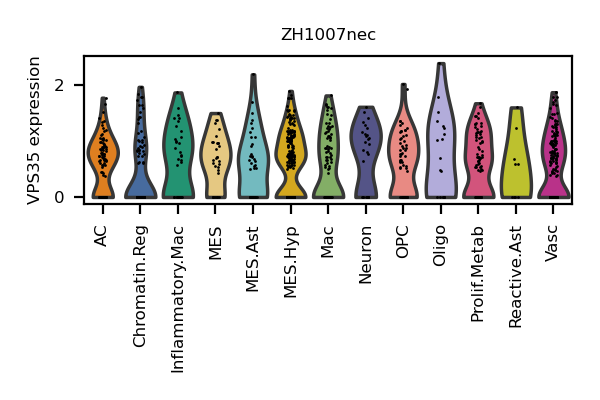 ZH1007nec
VPS35 expression
2
0
AC
Chromatin.Reg
Inflammatory.Mac
MES
MES.Ast
MES.Hyp
Mac
Neuron
OPC
Oligo
Prolif.Metab
Reactive.Ast
Vasc